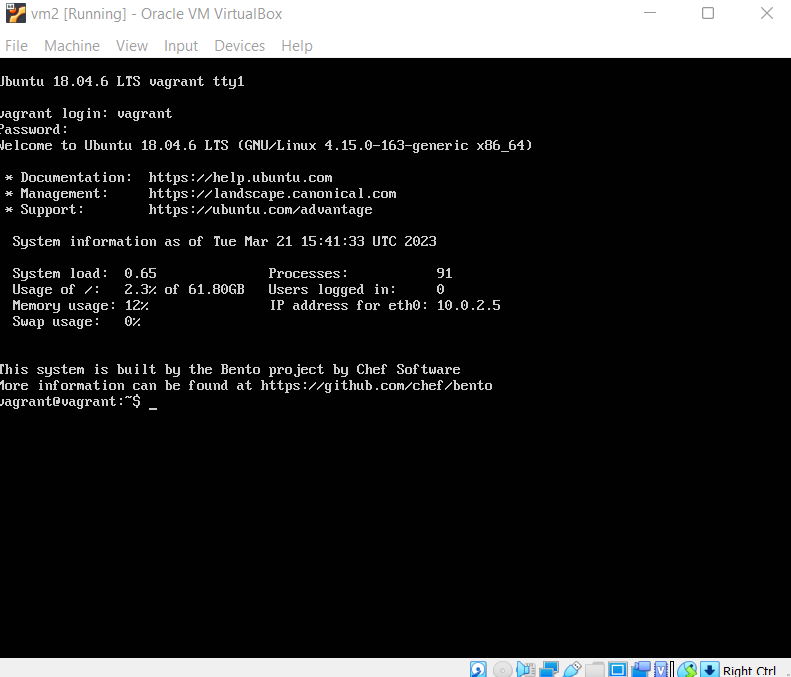 vm2 [Running] - Oracle VM VirtualBox
File Machine View Input Devices Help
Ubuntu 18.04.6 LTS vagrant tty1
vagrant login: vagrant
Password:
Welcome to Ubuntu 18.04.6 LTS (GNU/Linux 4.15.0-163-generic x86_64)
* Documentation: https://help.ubuntu.com
* Management: https://landscape.canonical.com
* Support: https://ubuntu.com/advantage
System information as of Tue Mar 21 15:41:33 UTC 2023
System load: 0.65 Processes: 91
Usage of /: 2.3% of 61.80GB Users logged in: 0
Memory usage: 12% IP address for eth0: 10.0.2.5
Swap usage: 0%
This system is built by the Bento project by Chef Software
More information can be found at https://github.com/chef/bento
vagrant@vagrant:~$ _
Right Ctrl